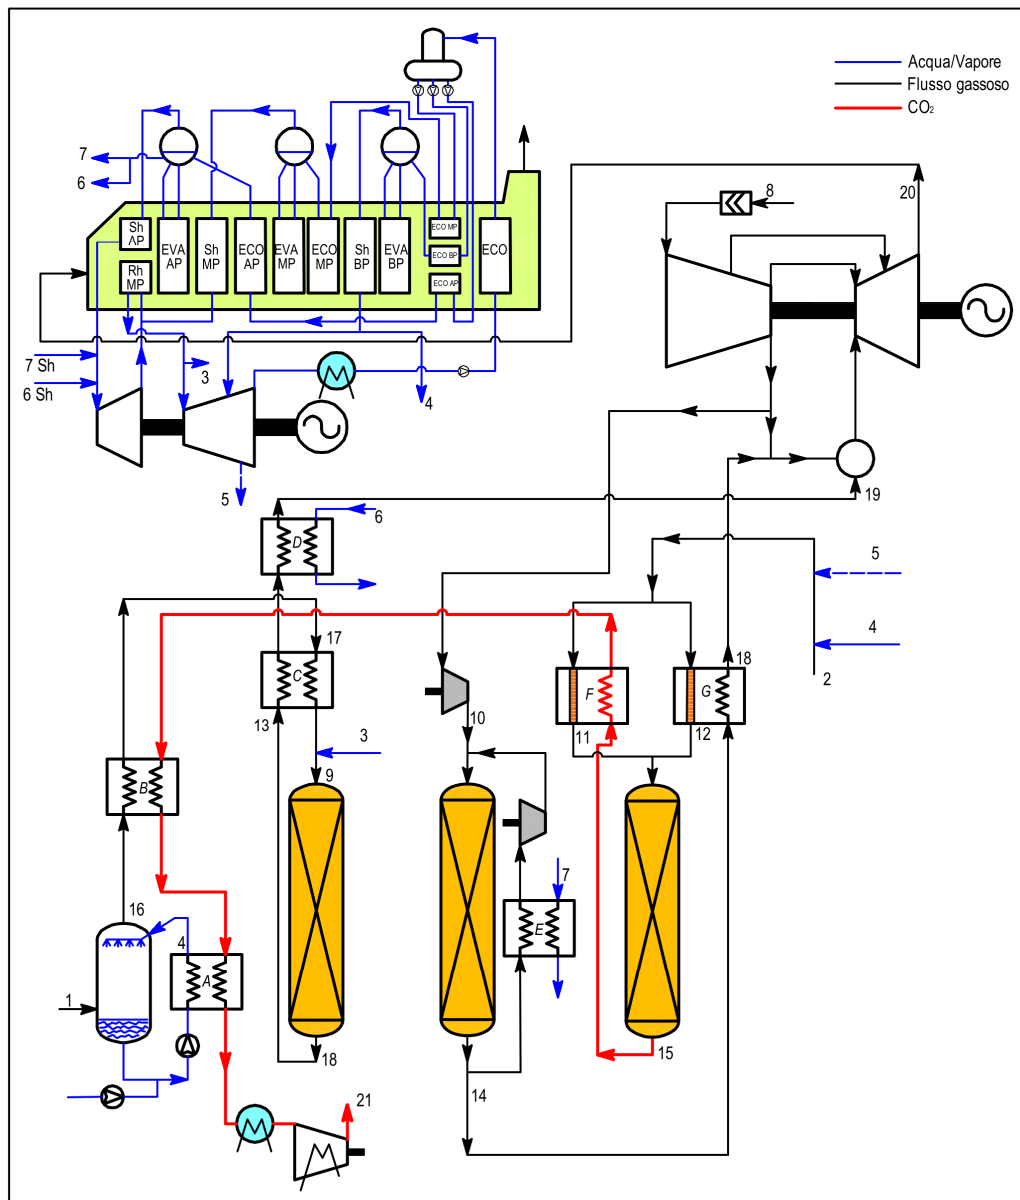 Acqua/Vapore
Flusso gassoso
CO₂
7
6
8
20
Sh
AP
Rh
MP
EVA
AP
Sh
MP
ECO
AP
EVA
MP
ECO
MP
Sh
BP
EVA
BP
ECO MP
ECO BP
ECO AP
ECO
7 Sh
6 Sh
3
4
5
6
D
19
5
4
2
17
C
13
F
G
18
11
12
10
3
9
B
16
7
4
A
E
1
18
15
14
21